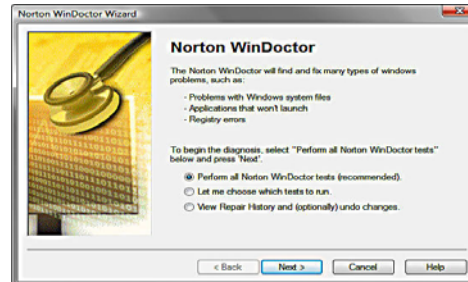 Norton WinDoctor Wizard
Norton WinDoctor
The Norton WinDoctor will find and fix many types of windows
problems, such as:
- Problems with Windows system files
- Applications that won't launch
- Registry errors
To begin the diagnosis, select "Perform all Norton WinDoctor tests"
below and press 'Next'.
Perform all Norton WinDoctor tests (recommended).
Let me choose which tests to run.
View Repair History and (optionally) undo changes.
< Back
Next >
Cancel
Help